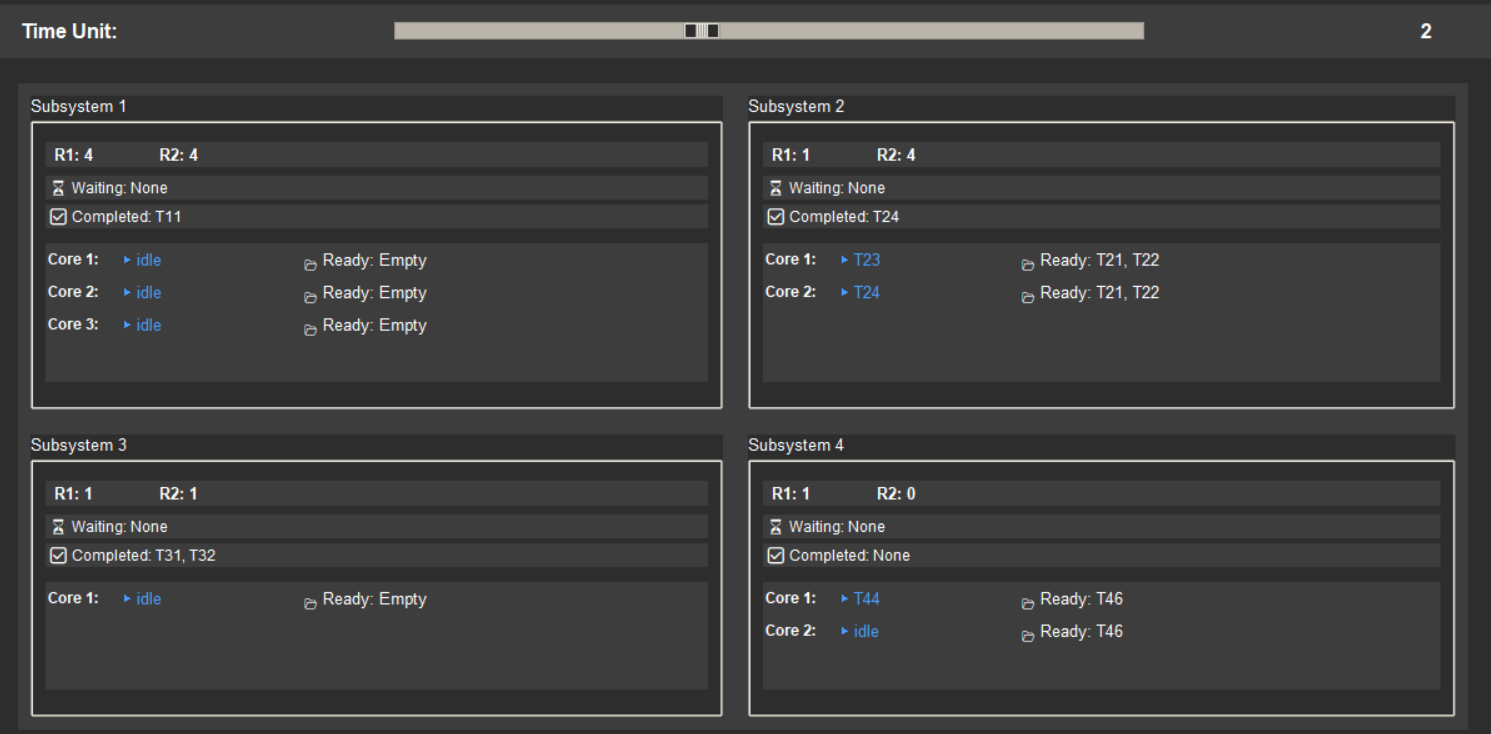 Time Unit: 2
Subsystem 1
R1: 4 R2: 4
Waiting: None
Completed: T11
Core 1: idle Ready: Empty
Core 2: idle Ready: Empty
Core 3: idle Ready: Empty
Subsystem 2
R1: 1 R2: 4
Waiting: None
Completed: T24
Core 1: T23 Ready: T21, T22
Core 2: T24 Ready: T21, T22
Subsystem 3
R1: 1 R2: 1
Waiting: None
Completed: T31, T32
Core 1: idle Ready: Empty
Subsystem 4
R1: 1 R2: 0
Waiting: None
Completed: None
Core 1: T44 Ready: T46
Core 2: idle Ready: T46